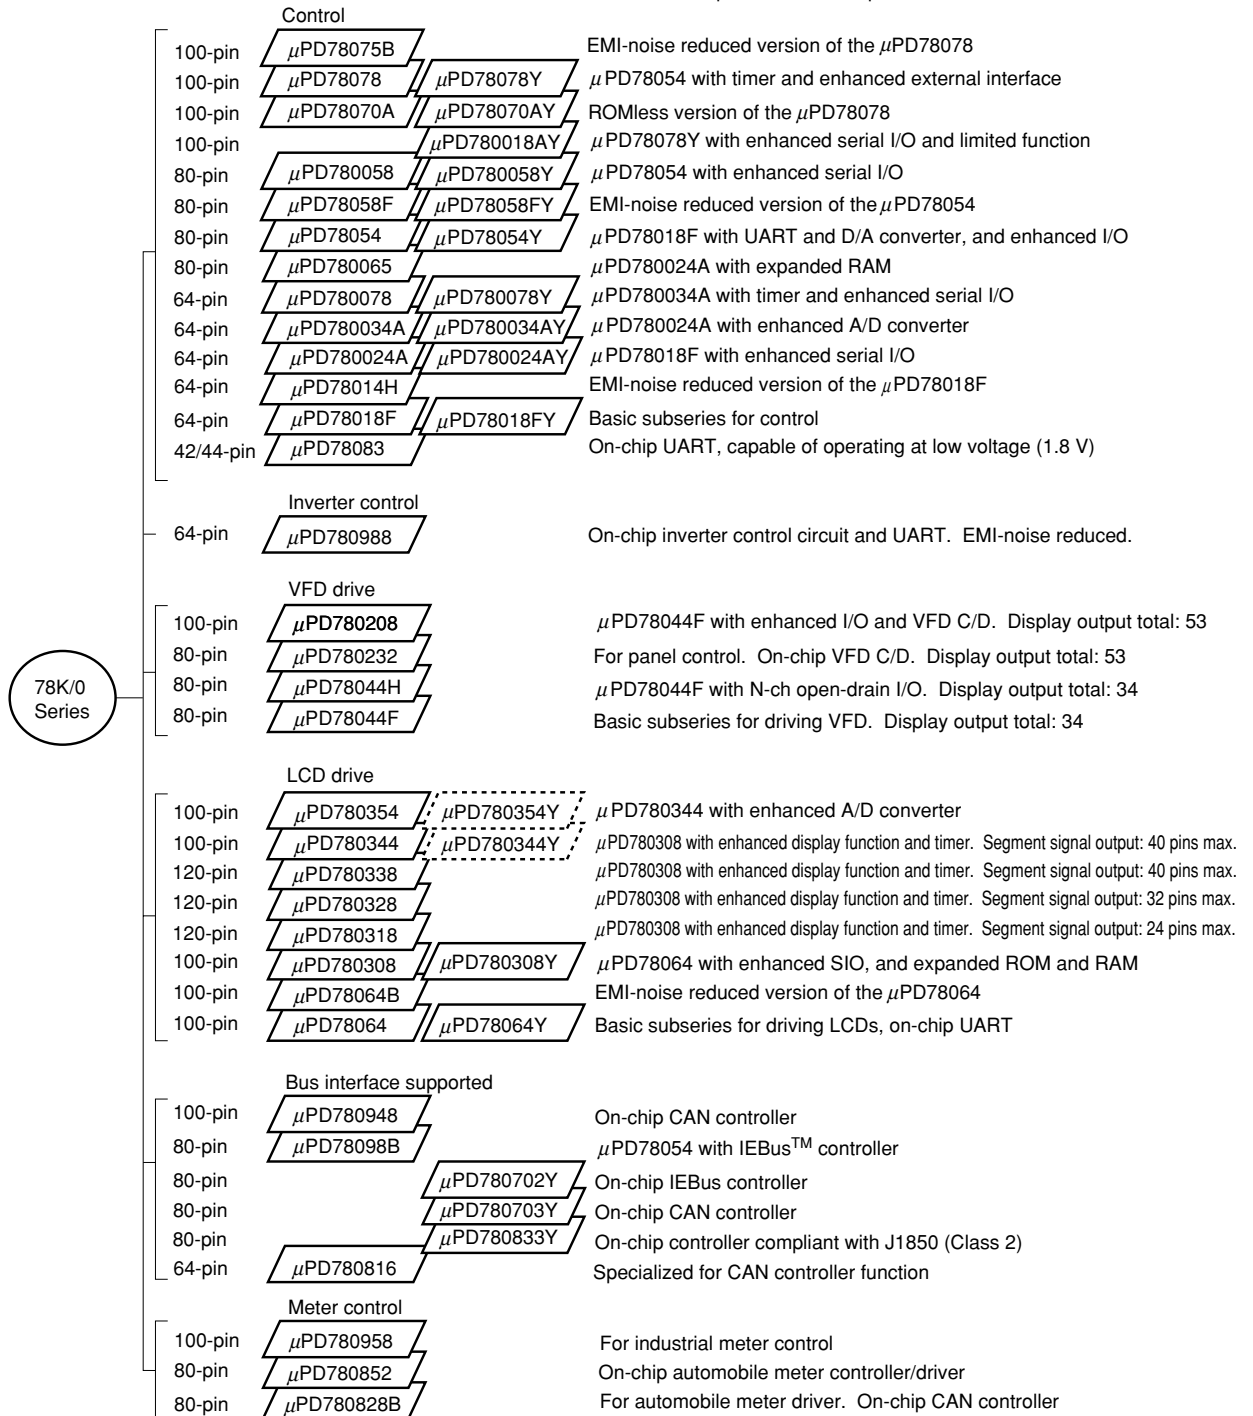 Control
100-pin μPD78075B EMI-noise reduced version of the μPD78078
100-pin μPD78078 μPD78078Y μPD78054 with timer and enhanced external interface
100-pin μPD78070A μPD78070AY ROMless version of the μPD78078
100-pin μPD780018AY μPD78078Y with enhanced serial I/O and limited function
80-pin μPD780058 μPD780058Y μPD78054 with enhanced serial I/O
80-pin μPD78058F μPD78058FY EMI-noise reduced version of the μPD78054
80-pin μPD78054 μPD78054Y μPD78018F with UART and D/A converter, and enhanced I/O
80-pin μPD780065 μPD780024A with expanded RAM
64-pin μPD780078 μPD780078Y μPD780034A with timer and enhanced serial I/O
64-pin μPD780034A μPD780034AY μPD780024A with enhanced A/D converter
64-pin μPD780024A μPD780024AY μPD78018F with enhanced serial I/O
64-pin μPD78014H EMI-noise reduced version of the μPD78018F
64-pin μPD78018F μPD78018FY Basic subseries for control
42/44-pin μPD78083 On-chip UART, capable of operating at low voltage (1.8 V)
Inverter control
64-pin μPD780988 On-chip inverter control circuit and UART. EMI-noise reduced.
VFD drive
100-pin μPD780208 μPD78044F with enhanced I/O and VFD C/D. Display output total: 53
80-pin μPD780232 For panel control. On-chip VFD C/D. Display output total: 53
78K/0 Series
80-pin μPD78044H μPD78044F with N-ch open-drain I/O. Display output total: 34
80-pin μPD78044F Basic subseries for driving VFD. Display output total: 34
LCD drive
100-pin μPD780354 μPD780354Y μPD780344 with enhanced A/D converter
100-pin μPD780344 μPD780344Y μPD780308 with enhanced display function and timer. Segment signal output: 40 pins max.
120-pin μPD780338 μPD780308 with enhanced display function and timer. Segment signal output: 40 pins max.
120-pin μPD780328 μPD780308 with enhanced display function and timer. Segment signal output: 32 pins max.
120-pin μPD780318 μPD780308 with enhanced display function and timer. Segment signal output: 24 pins max.
100-pin μPD780308 μPD780308Y μPD78064 with enhanced SIO, and expanded ROM and RAM
100-pin μPD78064B EMI-noise reduced version of the μPD78064
100-pin μPD78064 μPD78064Y Basic subseries for driving LCDs, on-chip UART
Bus interface supported
100-pin μPD780948 On-chip CAN controller
80-pin μPD78098B μPD78054 with IEBus™ controller
80-pin μPD780702Y On-chip IEBus controller
80-pin μPD780703Y On-chip CAN controller
80-pin μPD780833Y On-chip controller compliant with J1850 (Class 2)
64-pin μPD780816 Specialized for CAN controller function
Meter control
100-pin μPD780958 For industrial meter control
80-pin μPD780852 On-chip automobile meter controller/driver
80-pin μPD780828B For automobile meter driver. On-chip CAN controller